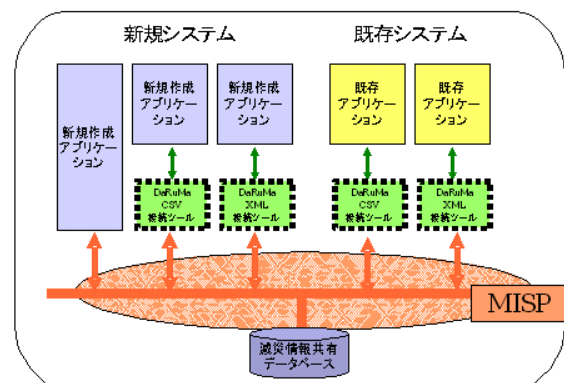 新規システム
既存システム
新規作成
アプリケー
ション
新規作成
アプリケー
ション
新規作成
アプリケー
ション
既存
アプリケー
ション
既存
アプリケー
ション
DaRuMa
CSV
接続ツール
DaRuMa
XML
接続ツール
DaRuMa
CSV
接続ツール
DaRuMa
XML
接続ツール
MISP
減災情報共有
データベース